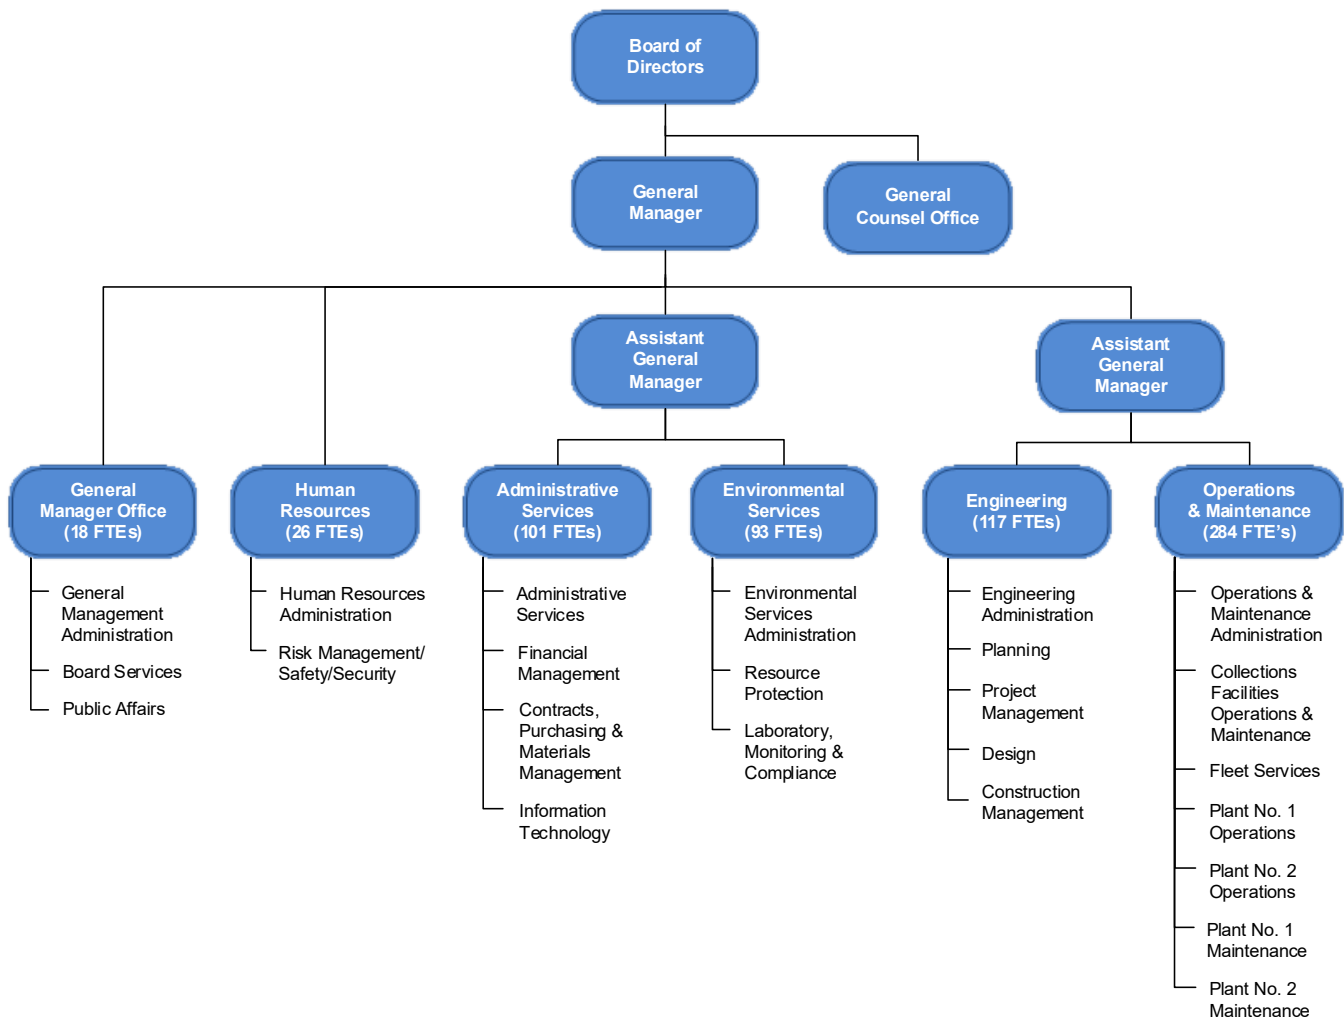 Board of
Directors
General
Manager
General
Counsel Office
Assistant
General
Manager
Assistant
General
Manager
General
Manager Office
(18 FTEs)
Human
Resources
(26 FTEs)
Administrative
Services
(101 FTEs)
Environmental
Services
(93 FTEs)
Engineering
(117 FTEs)
Operations
& Maintenance
(284 FTE's)
General
Management
Administration
Board Services
Public Affairs
Human Resources
Administration
Risk Management/
Safety/Security
Administrative
Services
Financial
Management
Contracts,
Purchasing &
Materials
Management
Information
Technology
Environmental
Services
Administration
Resource
Protection
Laboratory,
Monitoring &
Compliance
Engineering
Administration
Planning
Project
Management
Design
Construction
Management
Operations &
Maintenance
Administration
Collections
Facilities
Operations &
Maintenance
Fleet Services
Plant No. 1
Operations
Plant No. 2
Operations
Plant No. 1
Maintenance
Plant No. 2
Maintenance